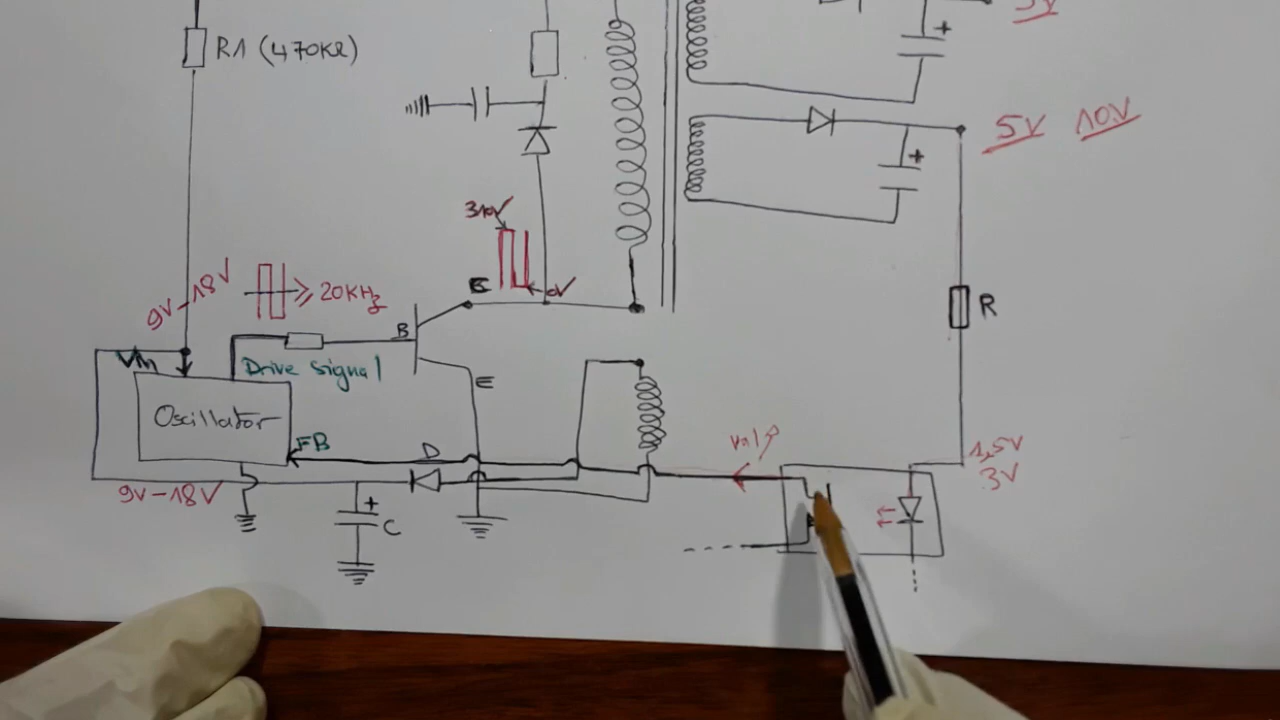 5V
R1 (470KΩ)
+
5V 10V
+
310V
0V
9V-18V
≥ 20KHz
R
B
Vin
Drive signal
E
Oscillator
FB
D
1,5V
3V
9V-18V
+
C